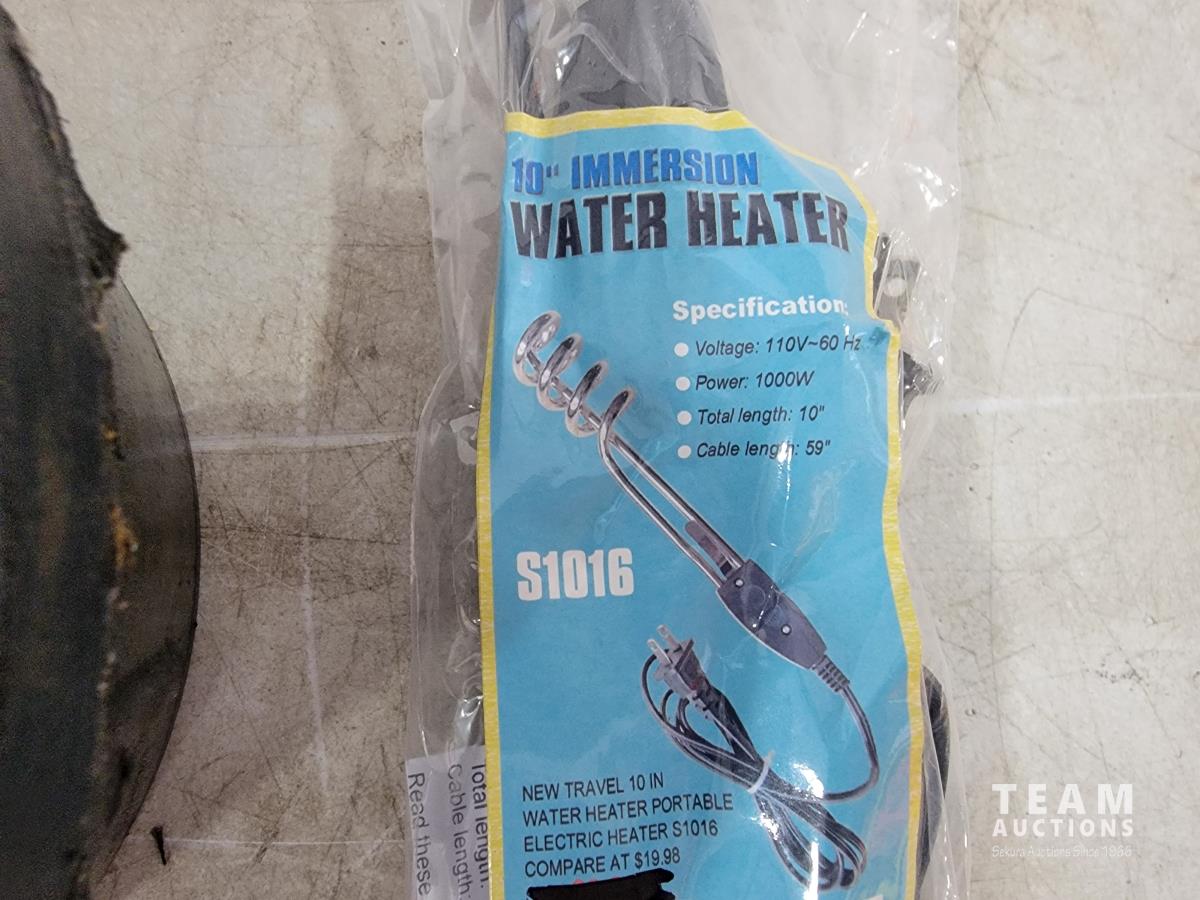 10" IMMERSION
WATER HEATER
Specification:
Voltage: 110V~60 Hz
Power: 1000W
Total length: 10"
Cable length: 59"
S1016
NEW TRAVEL 10 IN
WATER HEATER PORTABLE
ELECTRIC HEATER S1016
COMPARE AT $19.98
Total length:
Cable length:
Read these
TEAM
AUCTIONS
Sekura Auctions Since 1966